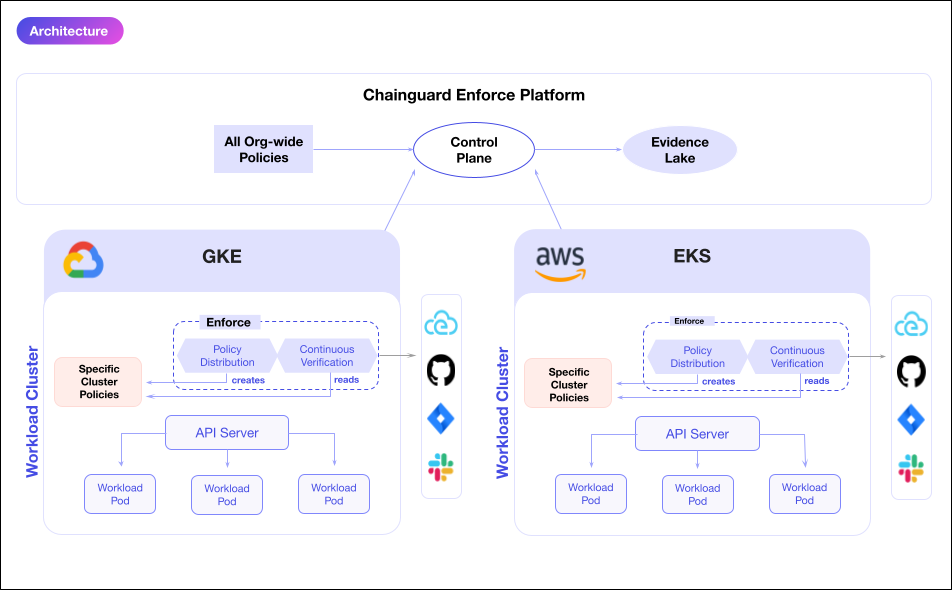 Architecture
Chainguard Enforce Platform
All Org-wide
Policies
Control
Plane
Evidence
Lake
GKE
Workload Cluster
Enforce
Policy
Distribution
Continuous
Verification
creates
reads
Specific
Cluster
Policies
API Server
Workload
Pod
Workload
Pod
Workload
Pod
aws
EKS
Workload Cluster
Enforce
Policy
Distribution
Continuous
Verification
creates
reads
Specific
Cluster
Policies
API Server
Workload
Pod
Workload
Pod
Workload
Pod